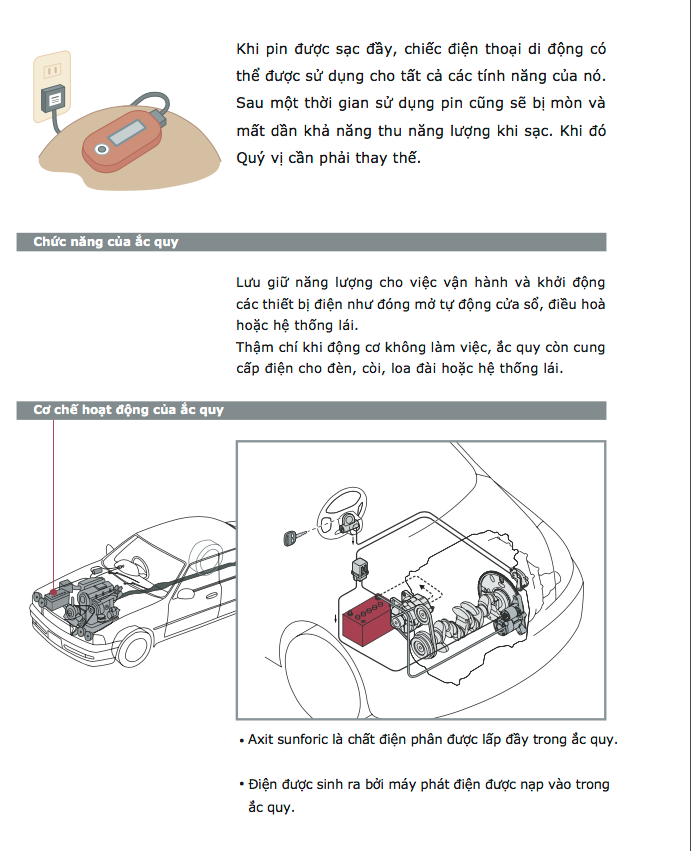 Khi pin được sạc đầy, chiếc điện thoại di động có
thể được sử dụng cho tất cả các tính năng của nó.
Sau một thời gian sử dụng pin cũng sẽ bị mòn và
mất dần khả năng thu năng lượng khi sạc. Khi đó
Quý vị cần phải thay thế.
Chức năng của ắc quy
Lưu giữ năng lượng cho việc vận hành và khởi động
các thiết bị điện như đóng mở tự động cửa sổ, điều hoà
hoặc hệ thống lái.
Thậm chí khi động cơ không làm việc, ắc quy còn cung
cấp điện cho đèn, còi, loa đài hoặc hệ thống lái.
Cơ chế hoạt động của ắc quy
• Axit sunforic là chất điện phân được lấp đầy trong ắc quy.
• Điện được sinh ra bởi máy phát điện được nạp vào trong
ắc quy.